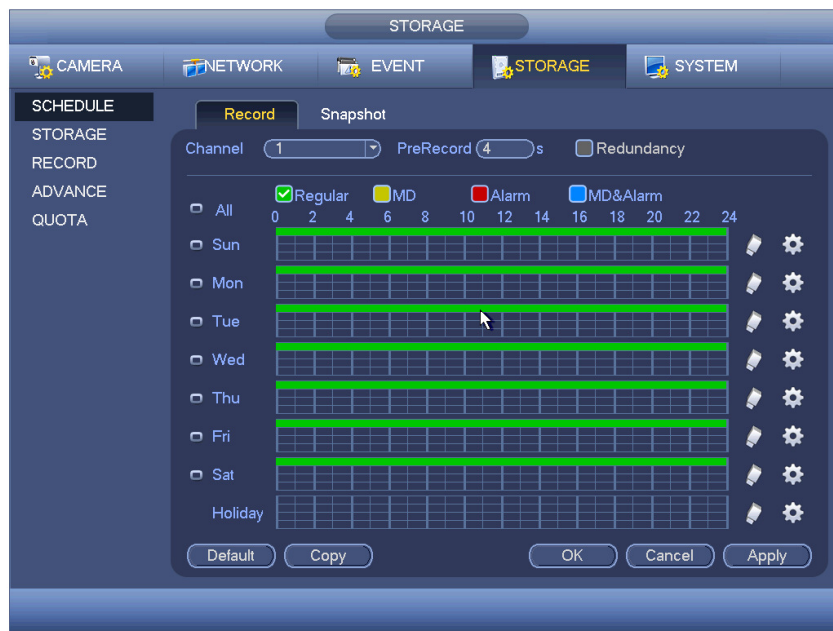 STORAGE
CAMERA NETWORK EVENT STORAGE SYSTEM
SCHEDULE
STORAGE
RECORD
ADVANCE
QUOTA
Record Snapshot
Channel 1 PreRecord 4 s Redundancy
All Regular MD Alarm MD&Alarm
0 2 4 6 8 10 12 14 16 18 20 22 24
Sun
Mon
Tue
Wed
Thu
Fri
Sat
Holiday
Default Copy OK Cancel Apply